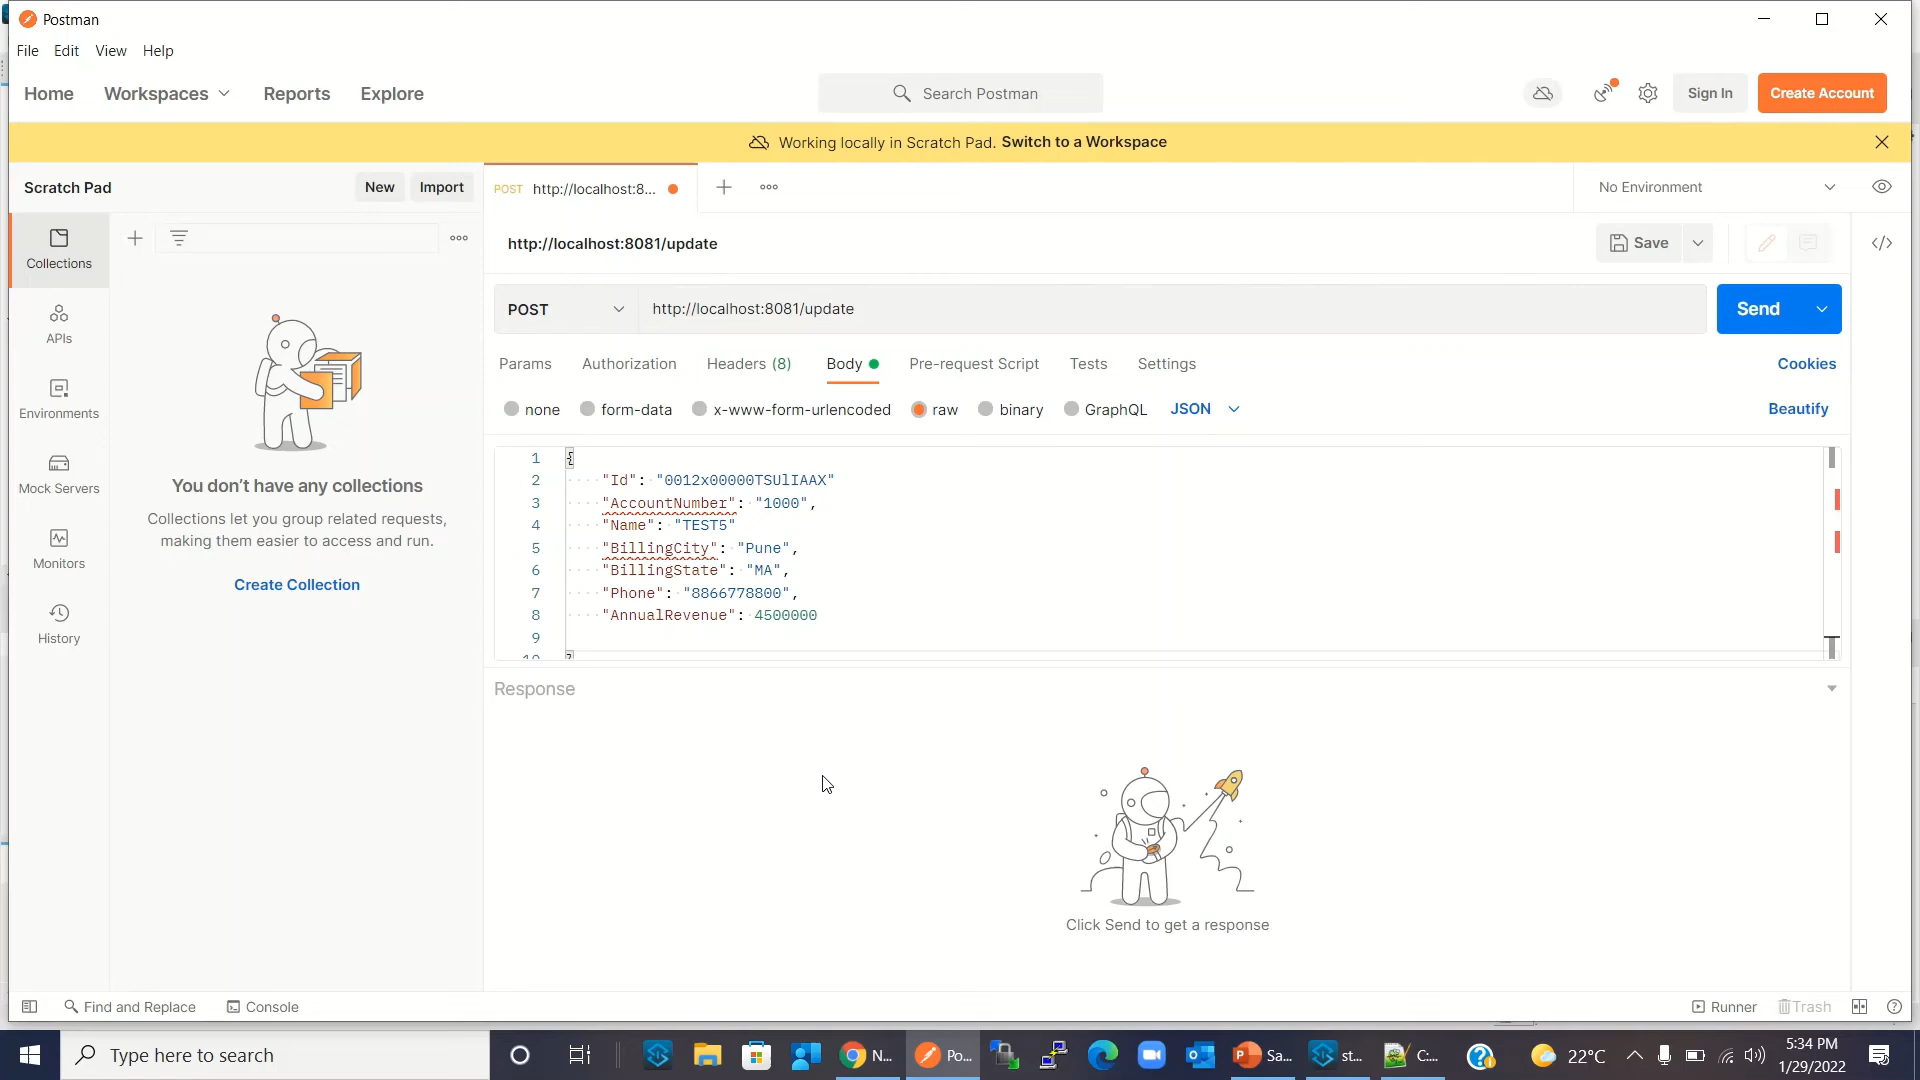 Postman
File Edit View Help
Home Workspaces Reports Explore Search Postman Sign In Create Account
Working locally in Scratch Pad. Switch to a Workspace
Scratch Pad New Import POST http://localhost:8... No Environment
http://localhost:8081/update Save
Collections
POST http://localhost:8081/update Send
APIs
Params Authorization Headers (8) Body Pre-request Script Tests Settings Cookies
none form-data x-www-form-urlencoded raw binary GraphQL JSON Beautify
Environments
1 {
2 "Id": "0012x00000TSUlIAAX"
3 "AccountNumber": "1000",
4 "Name": "TEST5"
5 "BillingCity": "Pune",
6 "BillingState": "MA",
7 "Phone": "8866778800",
8 "AnnualRevenue": 4500000
9
10 }
Mock Servers
You don't have any collections
Collections let you group related requests,
making them easier to access and run.
Create Collection
Monitors
History
Response
Click Send to get a response
Find and Replace Console Runner Trash
Type here to search N... Po... Sa... st... C:... 22°C 5:34 PM
1/29/2022